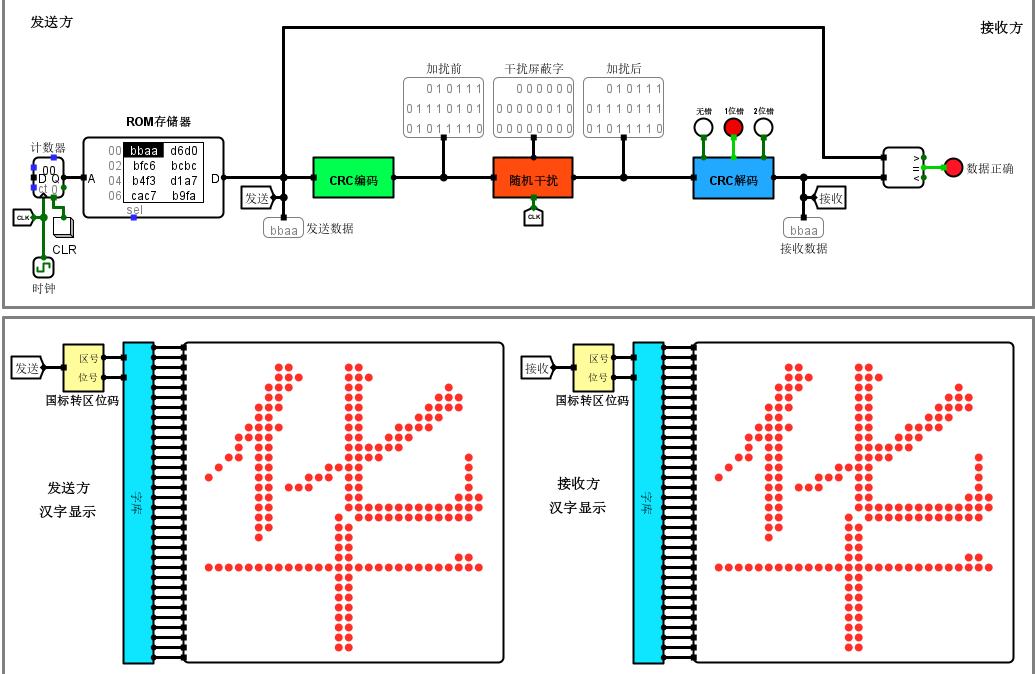 发送方
接收方
加扰前
干扰屏蔽字
加扰后
0 1 0 1 1 1
0 1 1 1 0 1 0 1
0 1 0 1 1 1 1 0
0 0 0 0 0 0
0 0 0 0 0 0 1 0
0 0 0 0 0 0 0 0
0 1 0 1 1 1
0 1 1 1 0 1 1 1
0 1 0 1 1 1 1 0
ROM存储器
无错
1位错
2位错
计数器
00
D Q
ct 0
00 bbaa d6d0
02 bfc6 bcbc
04 b4f3 d1a7
06 cac7 b9fa
A
D
sel
CRC编码
随机干扰
CRC解码
>
=
<
数据正确
发送
接收
CLK
CLK
bbaa
发送数据
bbaa
接收数据
CLR
时钟
发送
区号
位号
国标转区位码
发送方
汉字显示
字库
华
接收
区号
位号
国标转区位码
接收方
汉字显示
字库
华